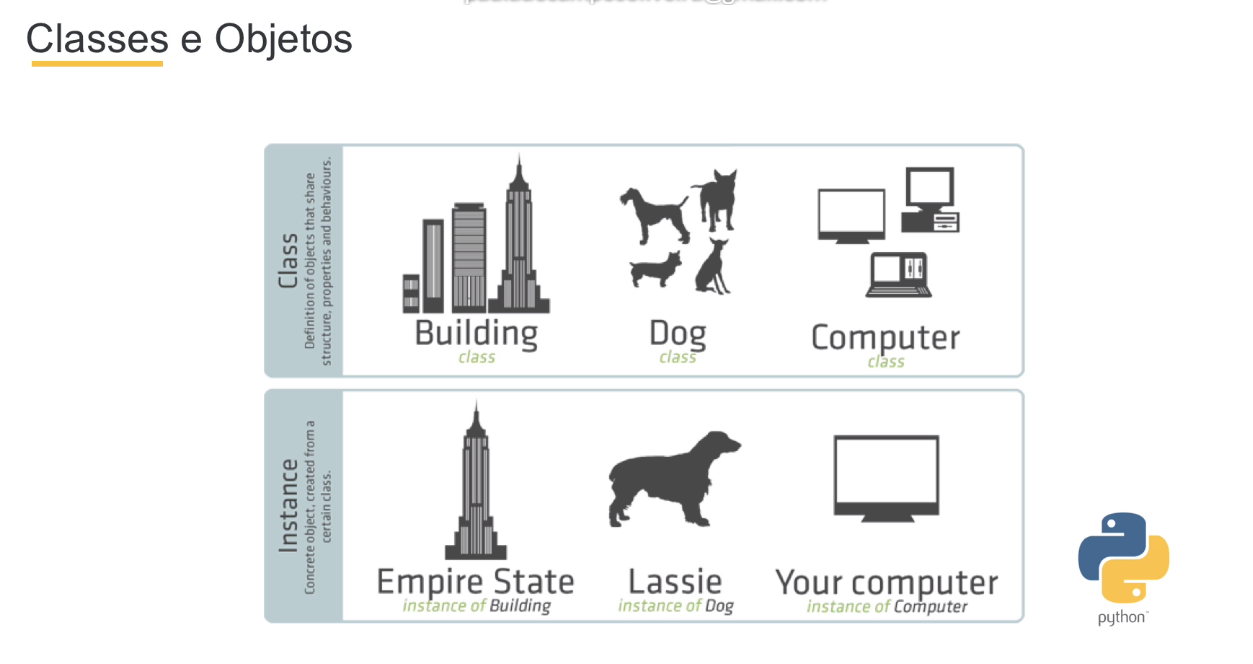 Classes e Objetos
Class
Definition of objects that share
structure, properties and behaviours.
Building
class
Dog
class
Computer
class
Instance
Concrete object, created from a
certain class.
Empire State
instance of Building
Lassie
instance of Dog
Your computer
instance of Computer
python